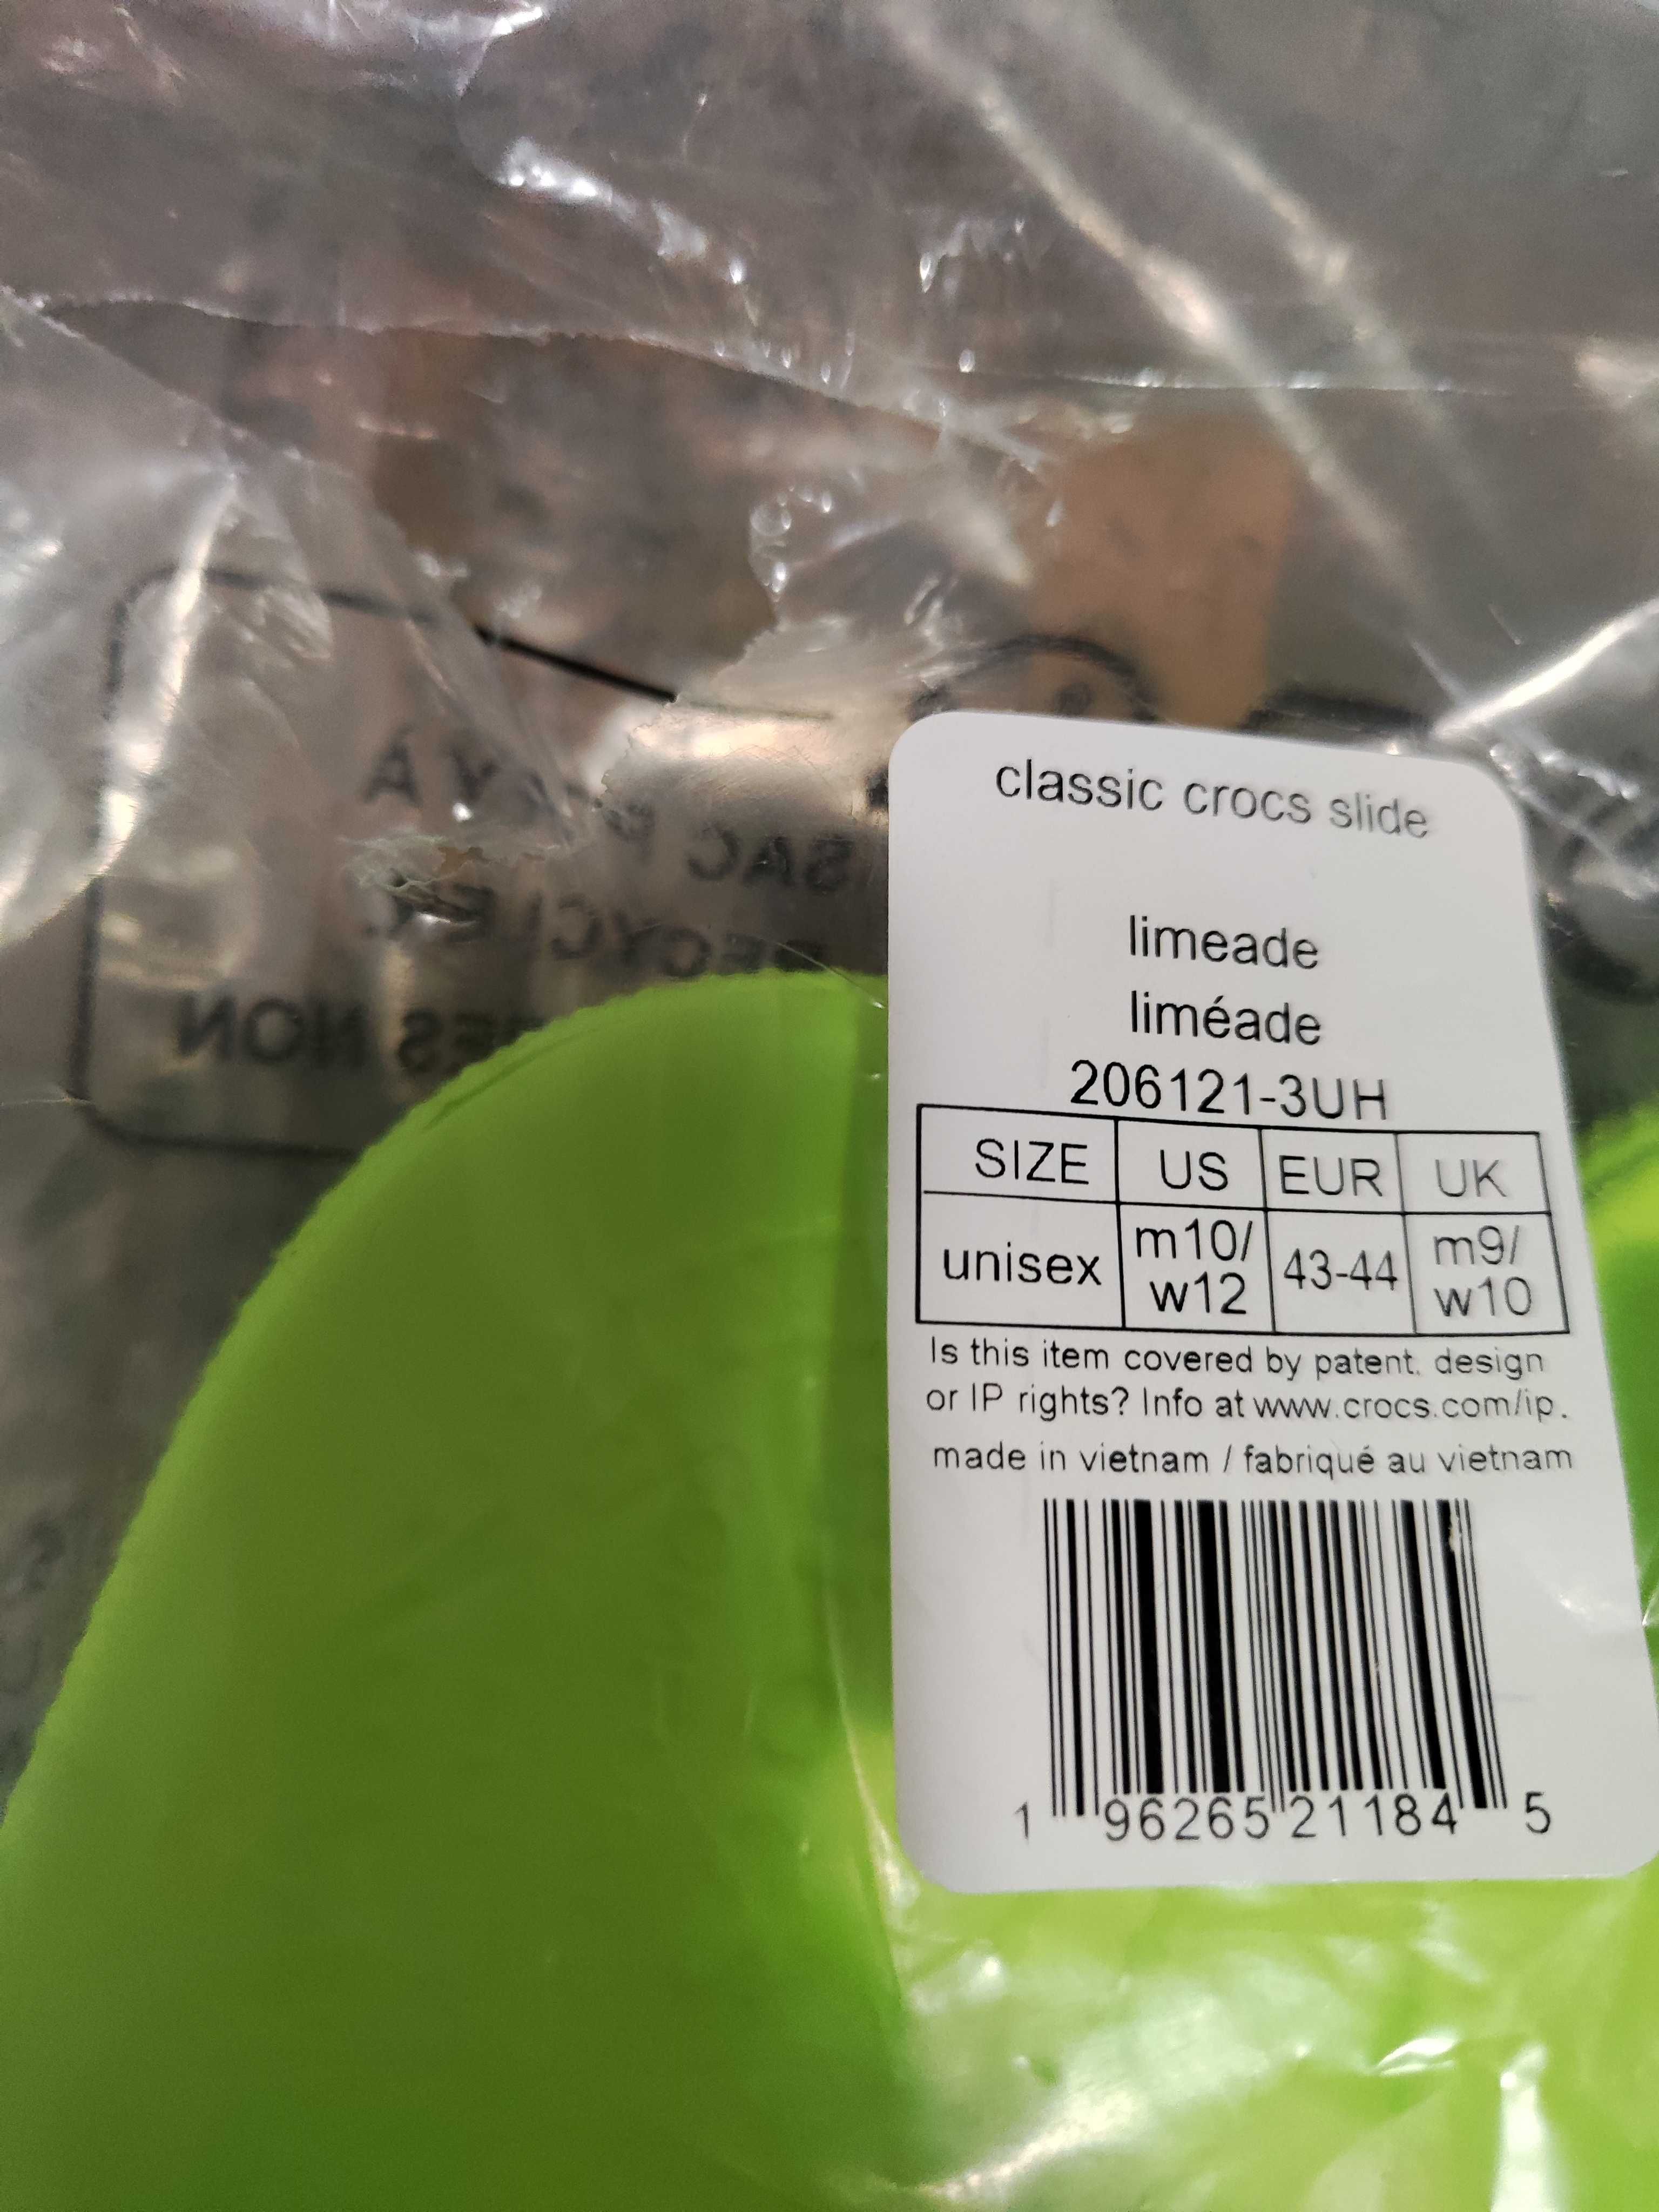 SAC
NON
classic crocs slide
limeade
liméade
206121-3UH
SIZE US EUR UK
unisex m10/ w12 43-44 m9/ w10
Is this item covered by patent, design
or IP rights? Info at www.crocs.com/ip.
made in vietnam / fabriqué au vietnam
1 96265 21184 5